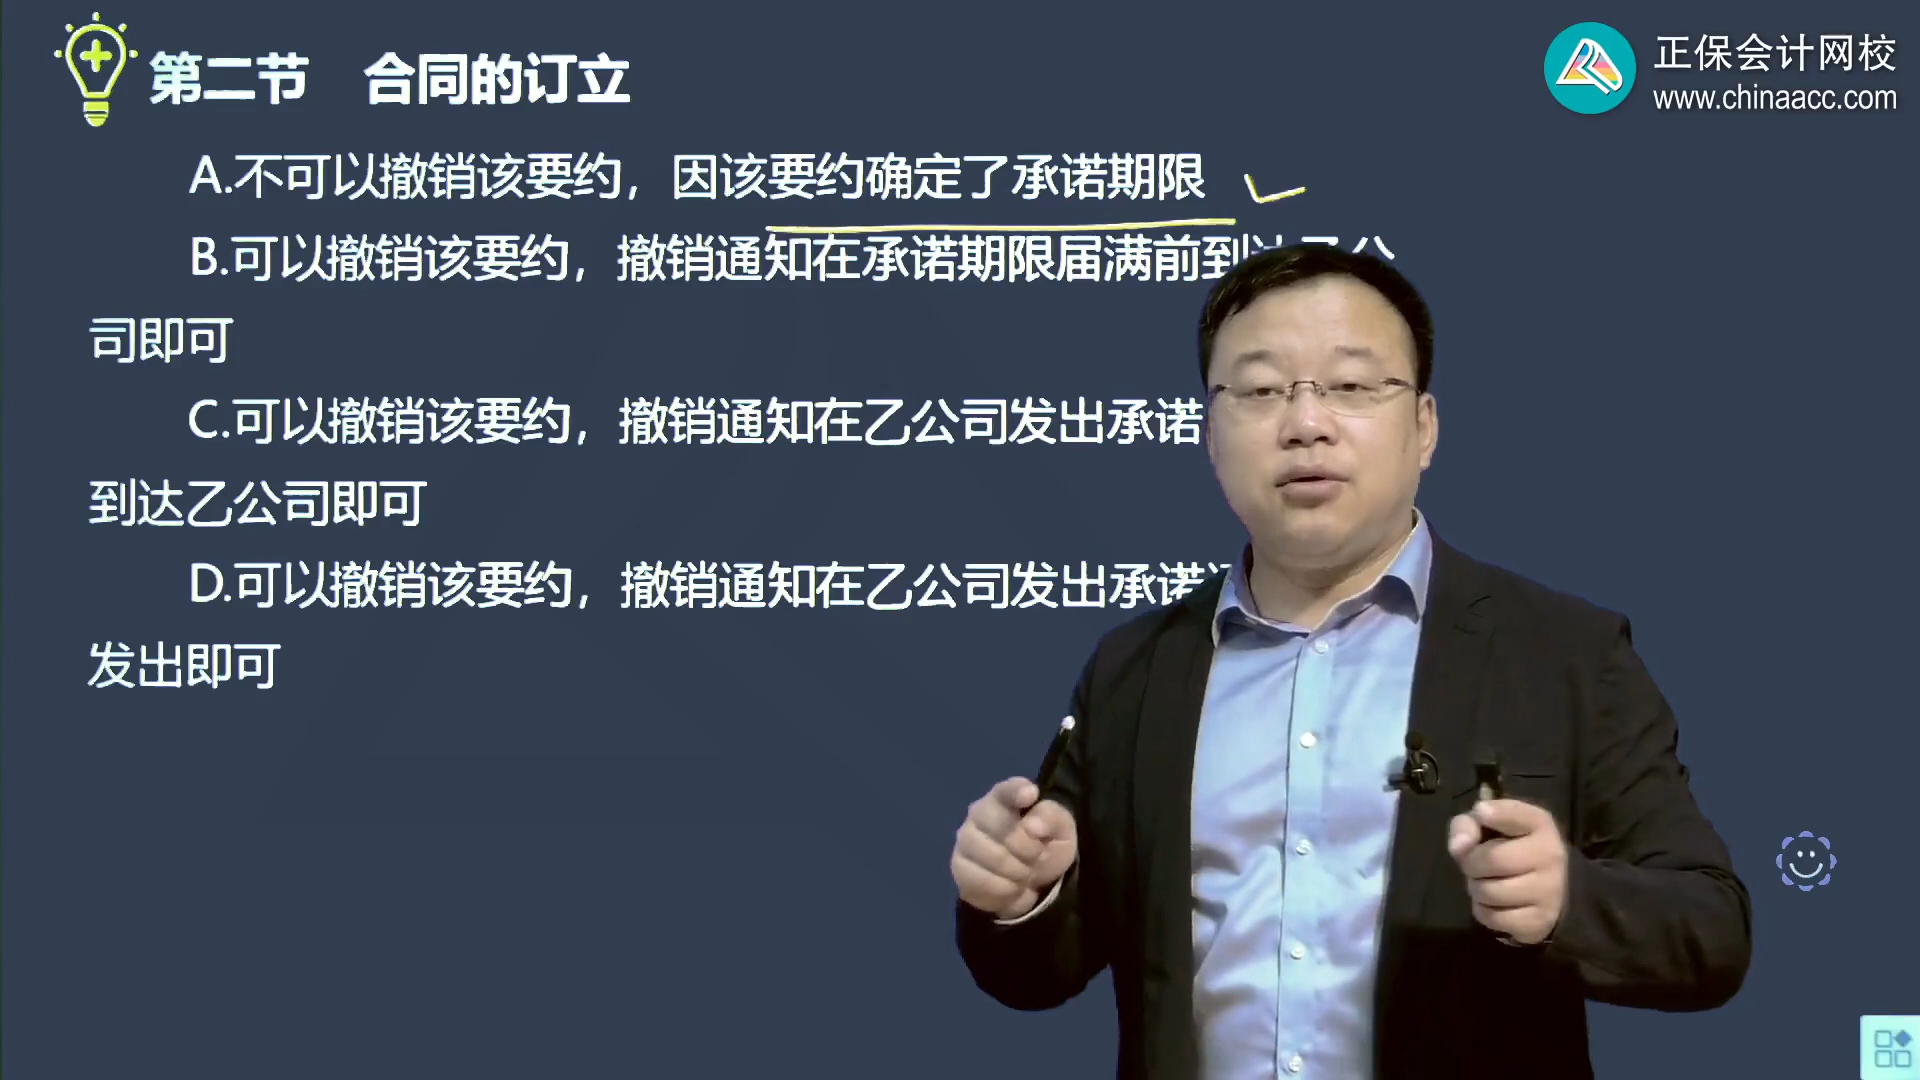 第二节 合同的订立
正保会计网校
www.chinaacc.com
A.不可以撤销该要约，因该要约确定了承诺期限
B.可以撤销该要约，撤销通知在承诺期限届满前到达乙公
司即可
C.可以撤销该要约，撤销通知在乙公司发出承诺
到达乙公司即可
D.可以撤销该要约，撤销通知在乙公司发出承诺
发出即可